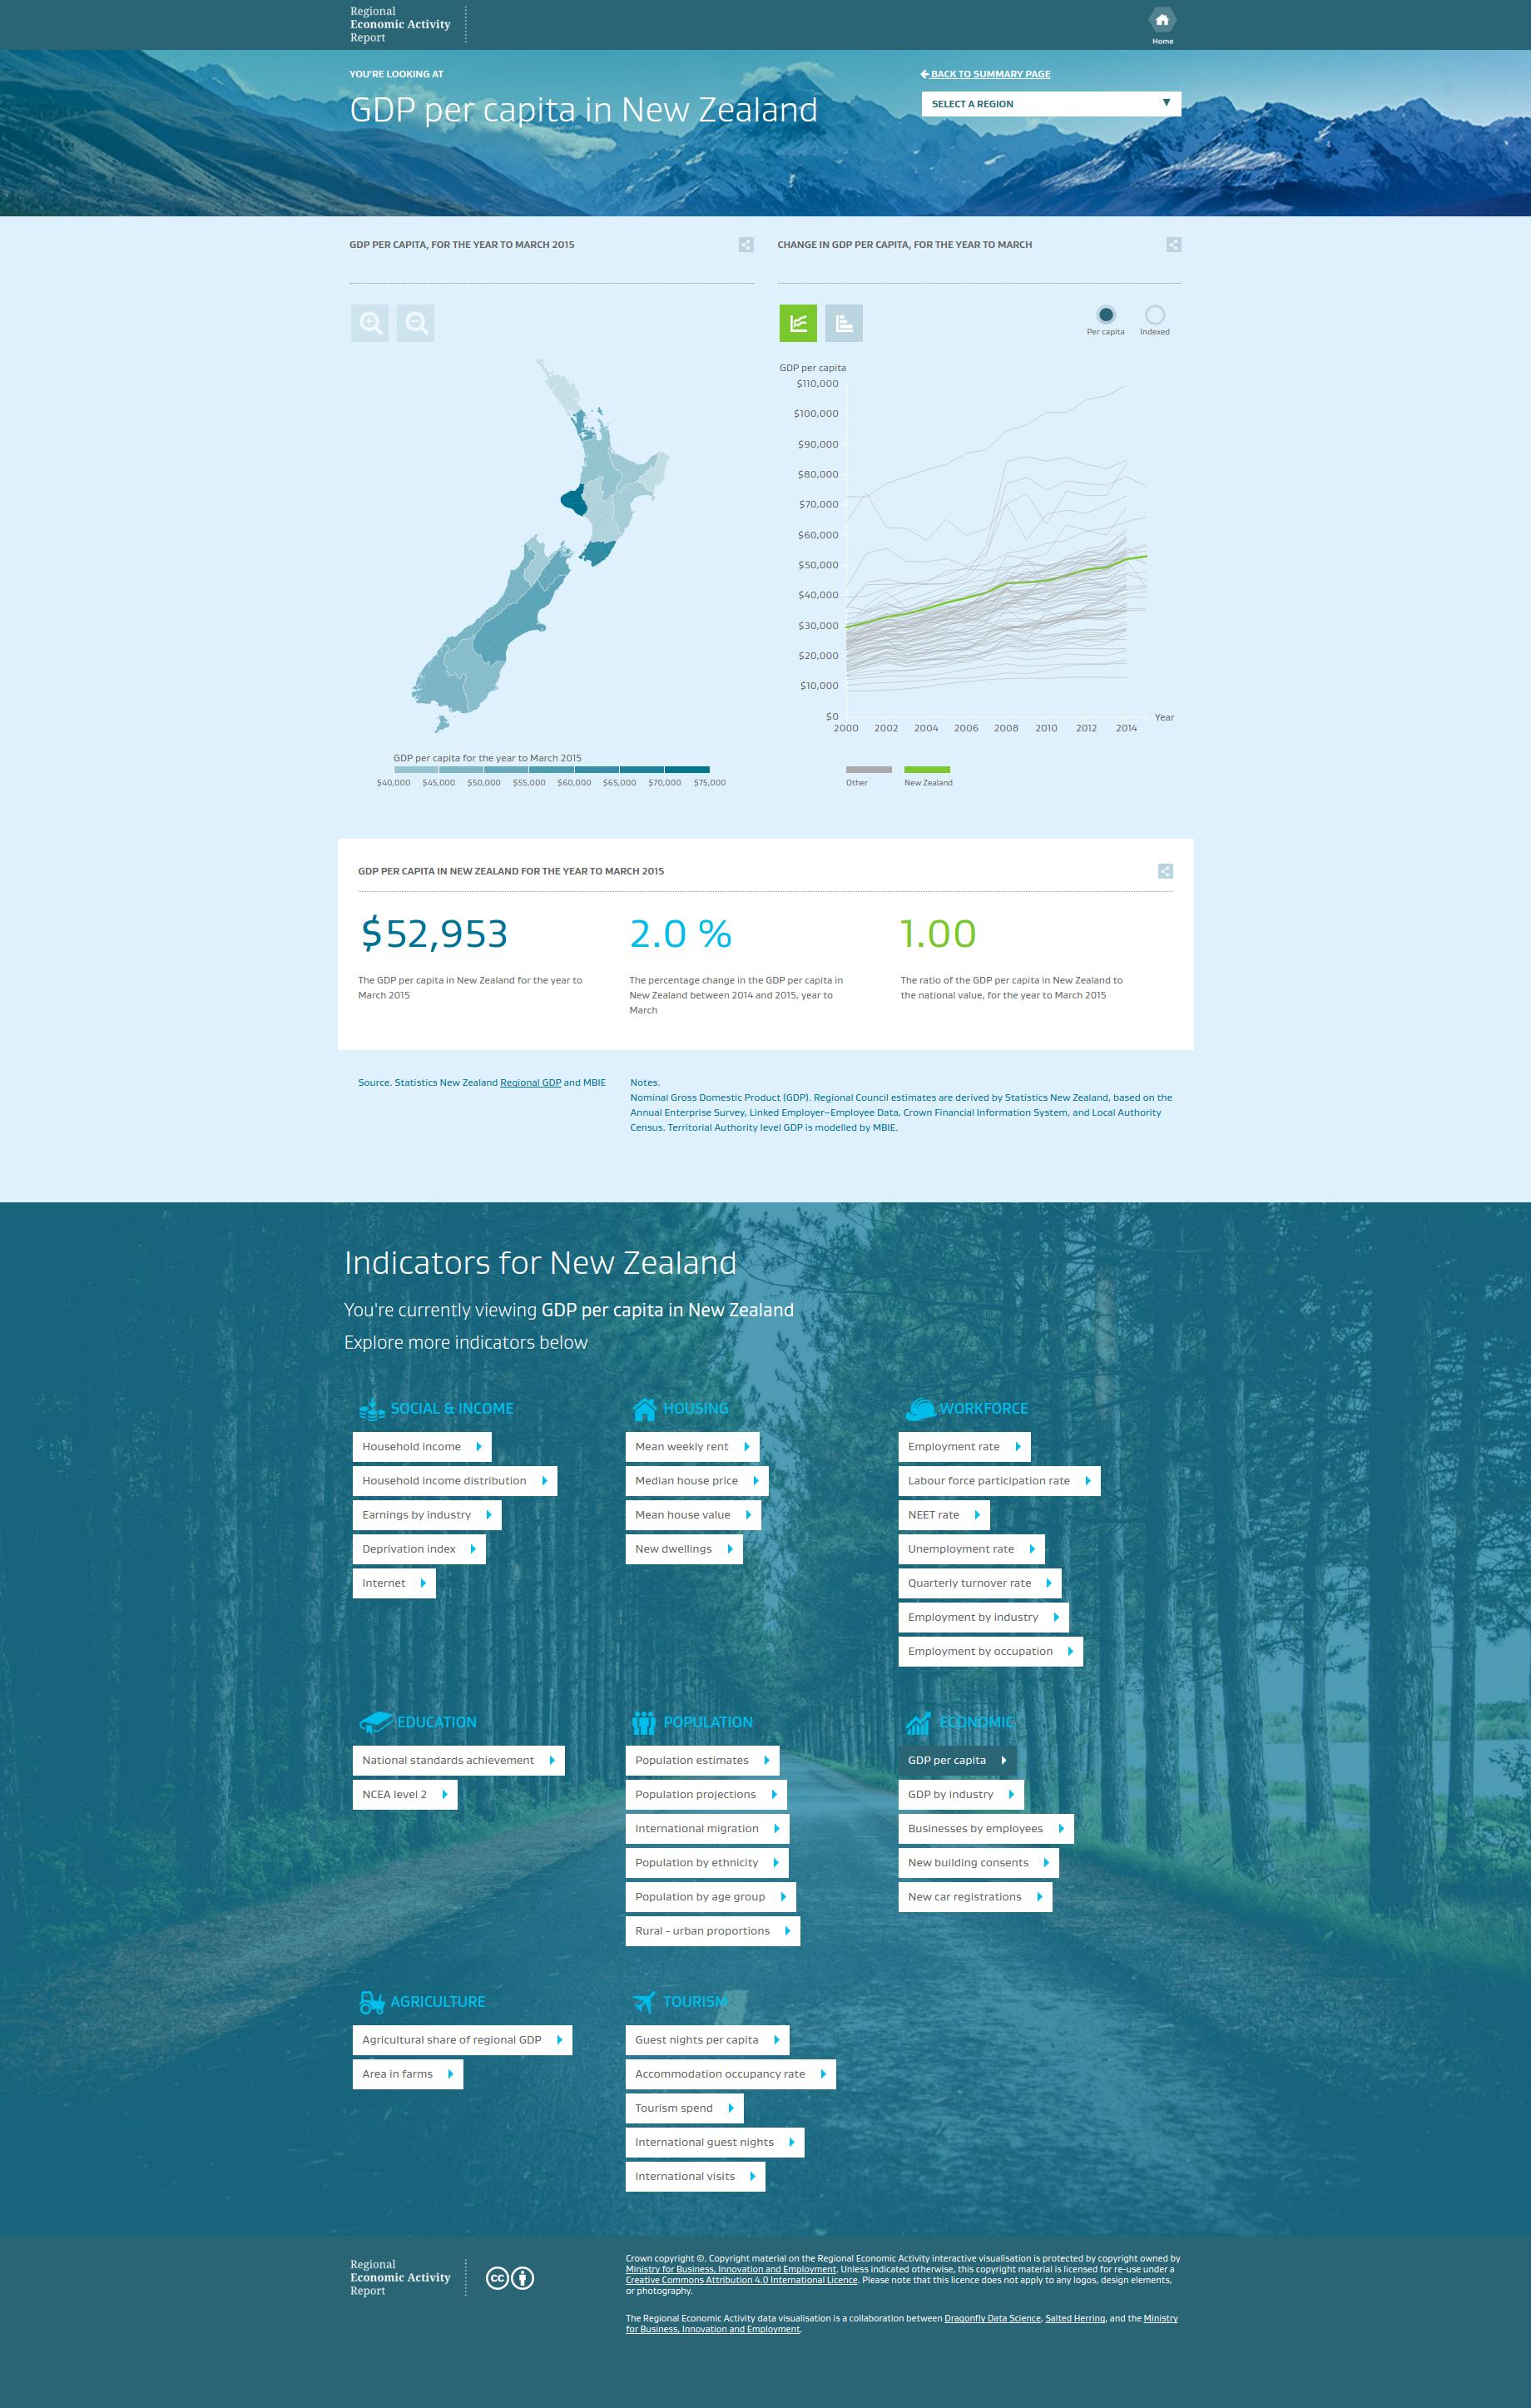 Regional
Economic Activity
Report
Home
YOU'RE LOOKING AT
GDP per capita in New Zealand
BACK TO SUMMARY PAGE
SELECT A REGION
GDP PER CAPITA, FOR THE YEAR TO MARCH 2015
CHANGE IN GDP PER CAPITA, FOR THE YEAR TO MARCH
Per capita
Indexed
GDP per capita
$110,000
$100,000
$90,000
$80,000
$70,000
$60,000
$50,000
$40,000
$30,000
$20,000
$10,000
$0
2000 2002 2004 2006 2008 2010 2012 2014
Year
GDP per capita for the year to March 2015
$40,000 $45,000 $50,000 $55,000 $60,000 $65,000 $70,000 $75,000
Other
New Zealand
GDP PER CAPITA IN NEW ZEALAND FOR THE YEAR TO MARCH 2015
$52,953
The GDP per capita in New Zealand for the year to
March 2015
2.0 %
The percentage change in the GDP per capita in
New Zealand between 2014 and 2015, year to
March
1.00
The ratio of the GDP per capita in New Zealand to
the national value, for the year to March 2015
Source. Statistics New Zealand Regional GDP and MBIE
Notes.
Nominal Gross Domestic Product (GDP). Regional Council estimates are derived by Statistics New Zealand, based on the
Annual Enterprise Survey, Linked Employer–Employee Data, Crown Financial Information System, and Local Authority
Census. Territorial Authority level GDP is modelled by MBIE.
Indicators for New Zealand
You're currently viewing GDP per capita in New Zealand
Explore more indicators below
SOCIAL & INCOME
Household income
Household income distribution
Earnings by industry
Deprivation index
Internet
HOUSING
Mean weekly rent
Median house price
Mean house value
New dwellings
WORKFORCE
Employment rate
Labour force participation rate
NEET rate
Unemployment rate
Quarterly turnover rate
Employment by industry
Employment by occupation
EDUCATION
National standards achievement
NCEA level 2
POPULATION
Population estimates
Population projections
International migration
Population by ethnicity
Population by age group
Rural - urban proportions
ECONOMIC
GDP per capita
GDP by industry
Businesses by employees
New building consents
New car registrations
AGRICULTURE
Agricultural share of regional GDP
Area in farms
TOURISM
Guest nights per capita
Accommodation occupancy rate
Tourism spend
International guest nights
International visits
Regional
Economic Activity
Report
cc
Crown copyright ©. Copyright material on the Regional Economic Activity interactive visualisation is protected by copyright owned by
Ministry for Business, Innovation and Employment. Unless indicated otherwise, this copyright material is licensed for re-use under a
Creative Commons Attribution 4.0 International Licence. Please note that this licence does not apply to any logos, design elements,
or photography.
The Regional Economic Activity data visualisation is a collaboration between Dragonfly Data Science, Salted Herring, and the Ministry
for Business, Innovation and Employment.